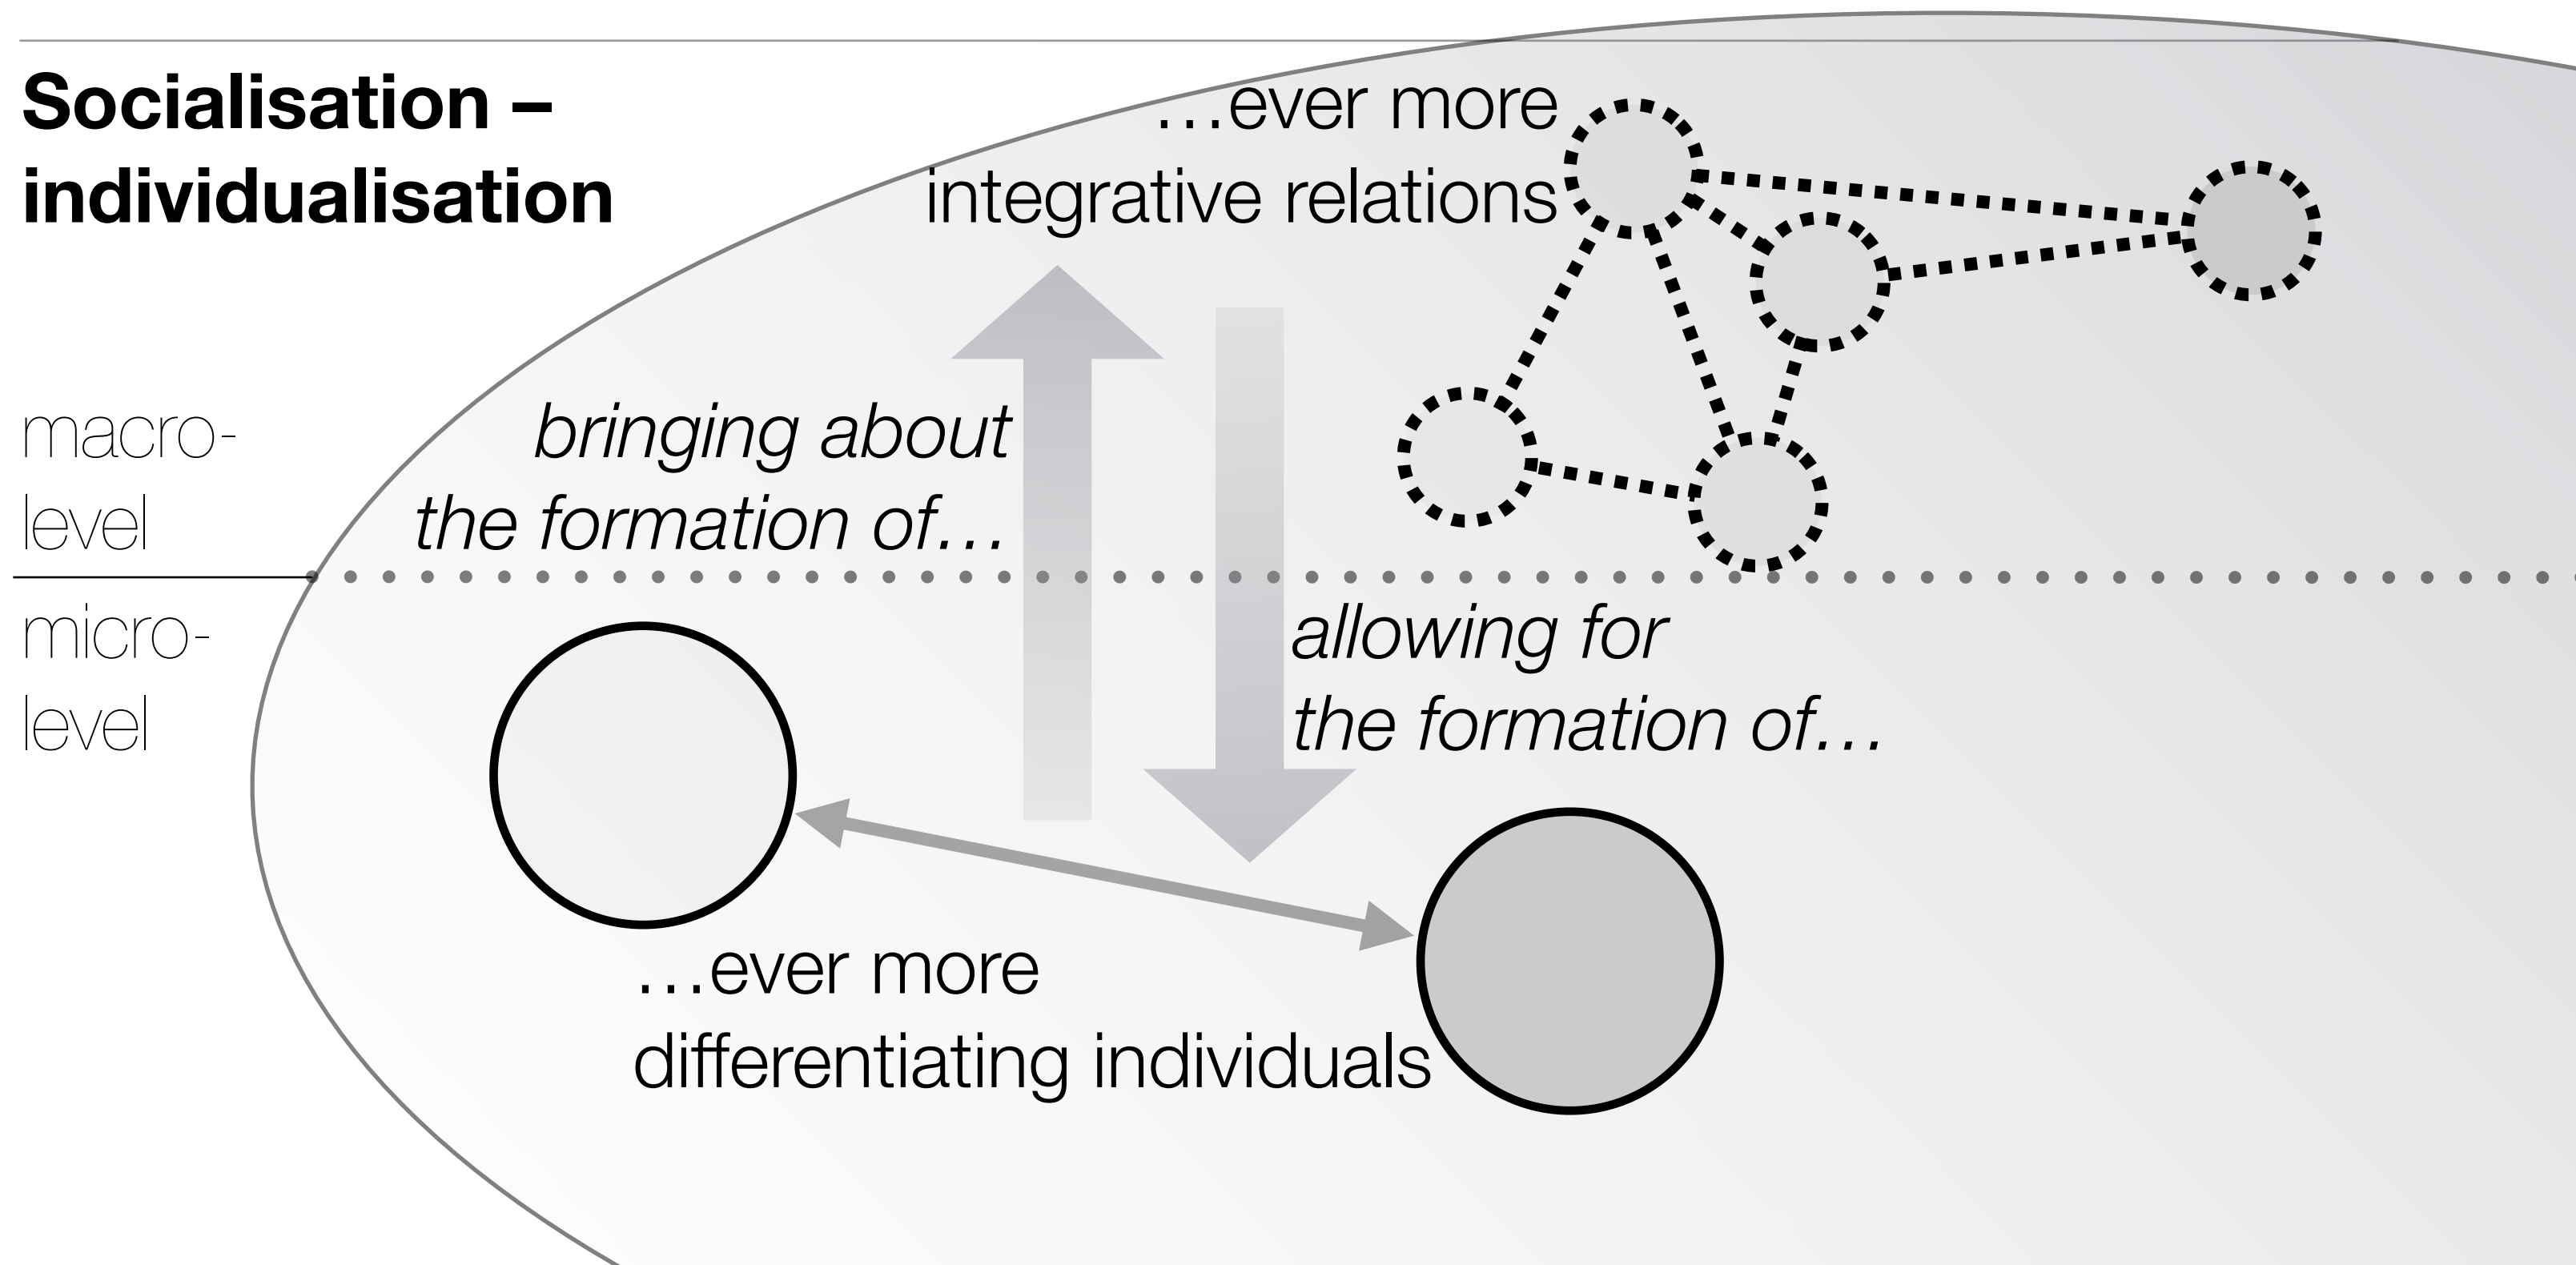 Socialisation –
individualisation
…ever more
integrative relations
macro-
level
bringing about
the formation of…
micro-
level
allowing for
the formation of…
…ever more
differentiating individuals